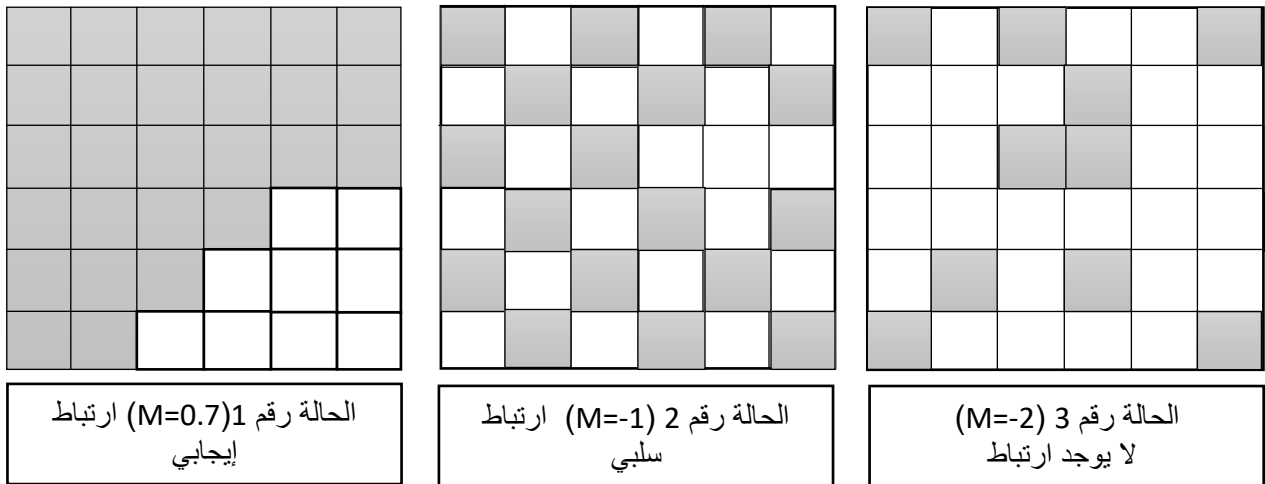 الحالة رقم 1(M=0.7) ارتباط
إيجابي
الحالة رقم 2 (M=-1) ارتباط
سلبي
الحالة رقم 3 (M=-2)
لا يوجد ارتباط